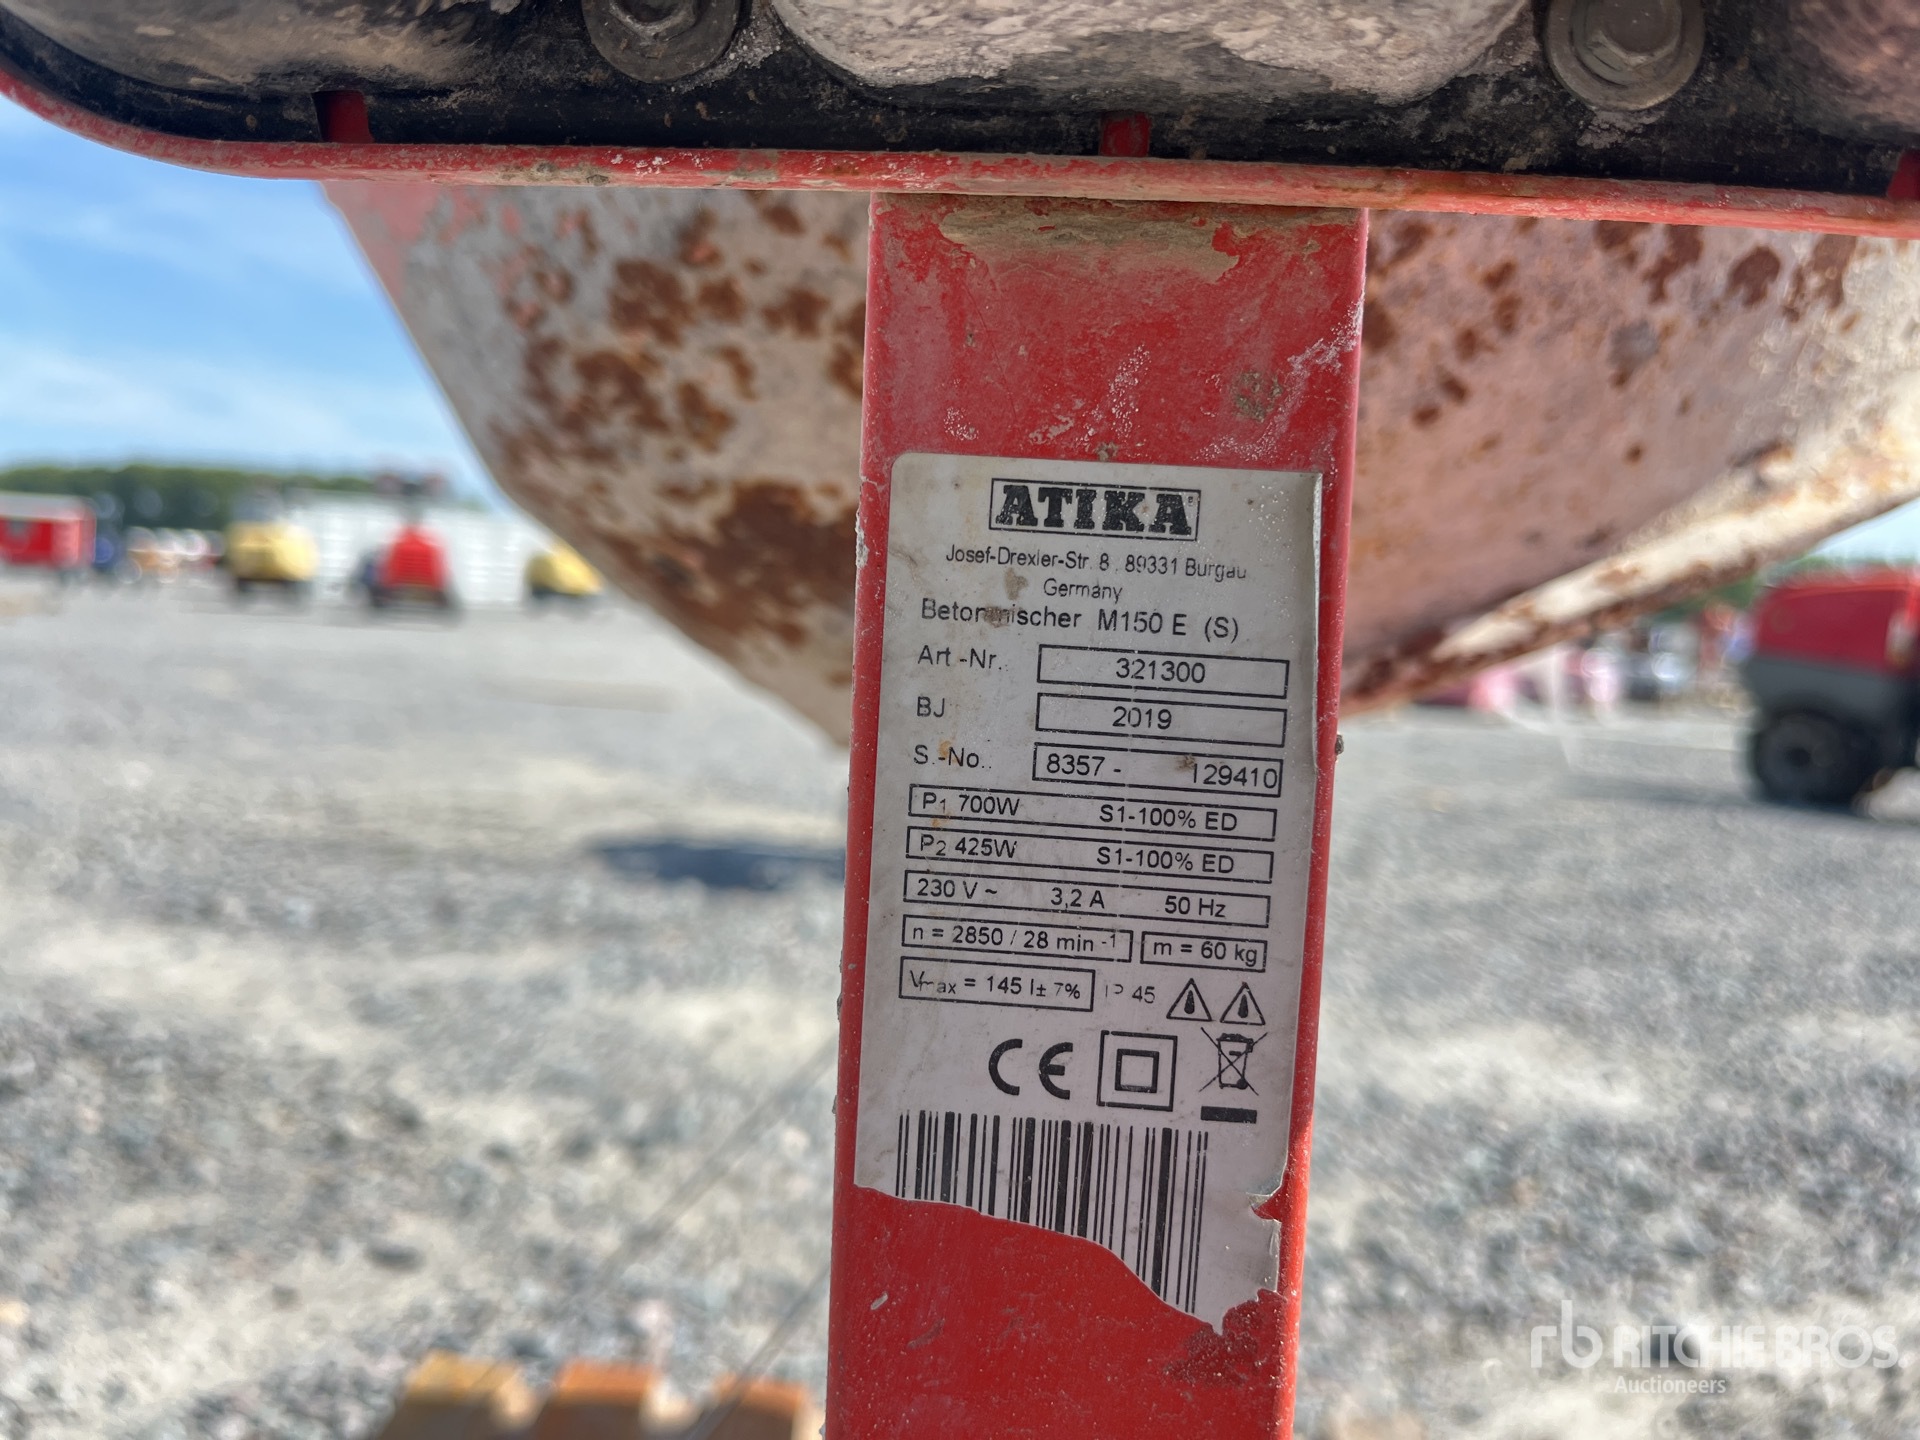 ATIKA
Josef-Drexler-Str. 8 , 89331 Burgau
Germany
Betonmischer M150 E (S)
Art.-Nr. 321300
BJ 2019
S.-No.: 8357 - 129410
P1 700W S1-100% ED
P2 425W S1-100% ED
230 V ~ 3,2 A 50 Hz
n = 2850 / 28 min -1 m = 60 kg
Vmax = 145 l± 7% IP 45
CE
rb RITCHIE BROS.
Auctioneers